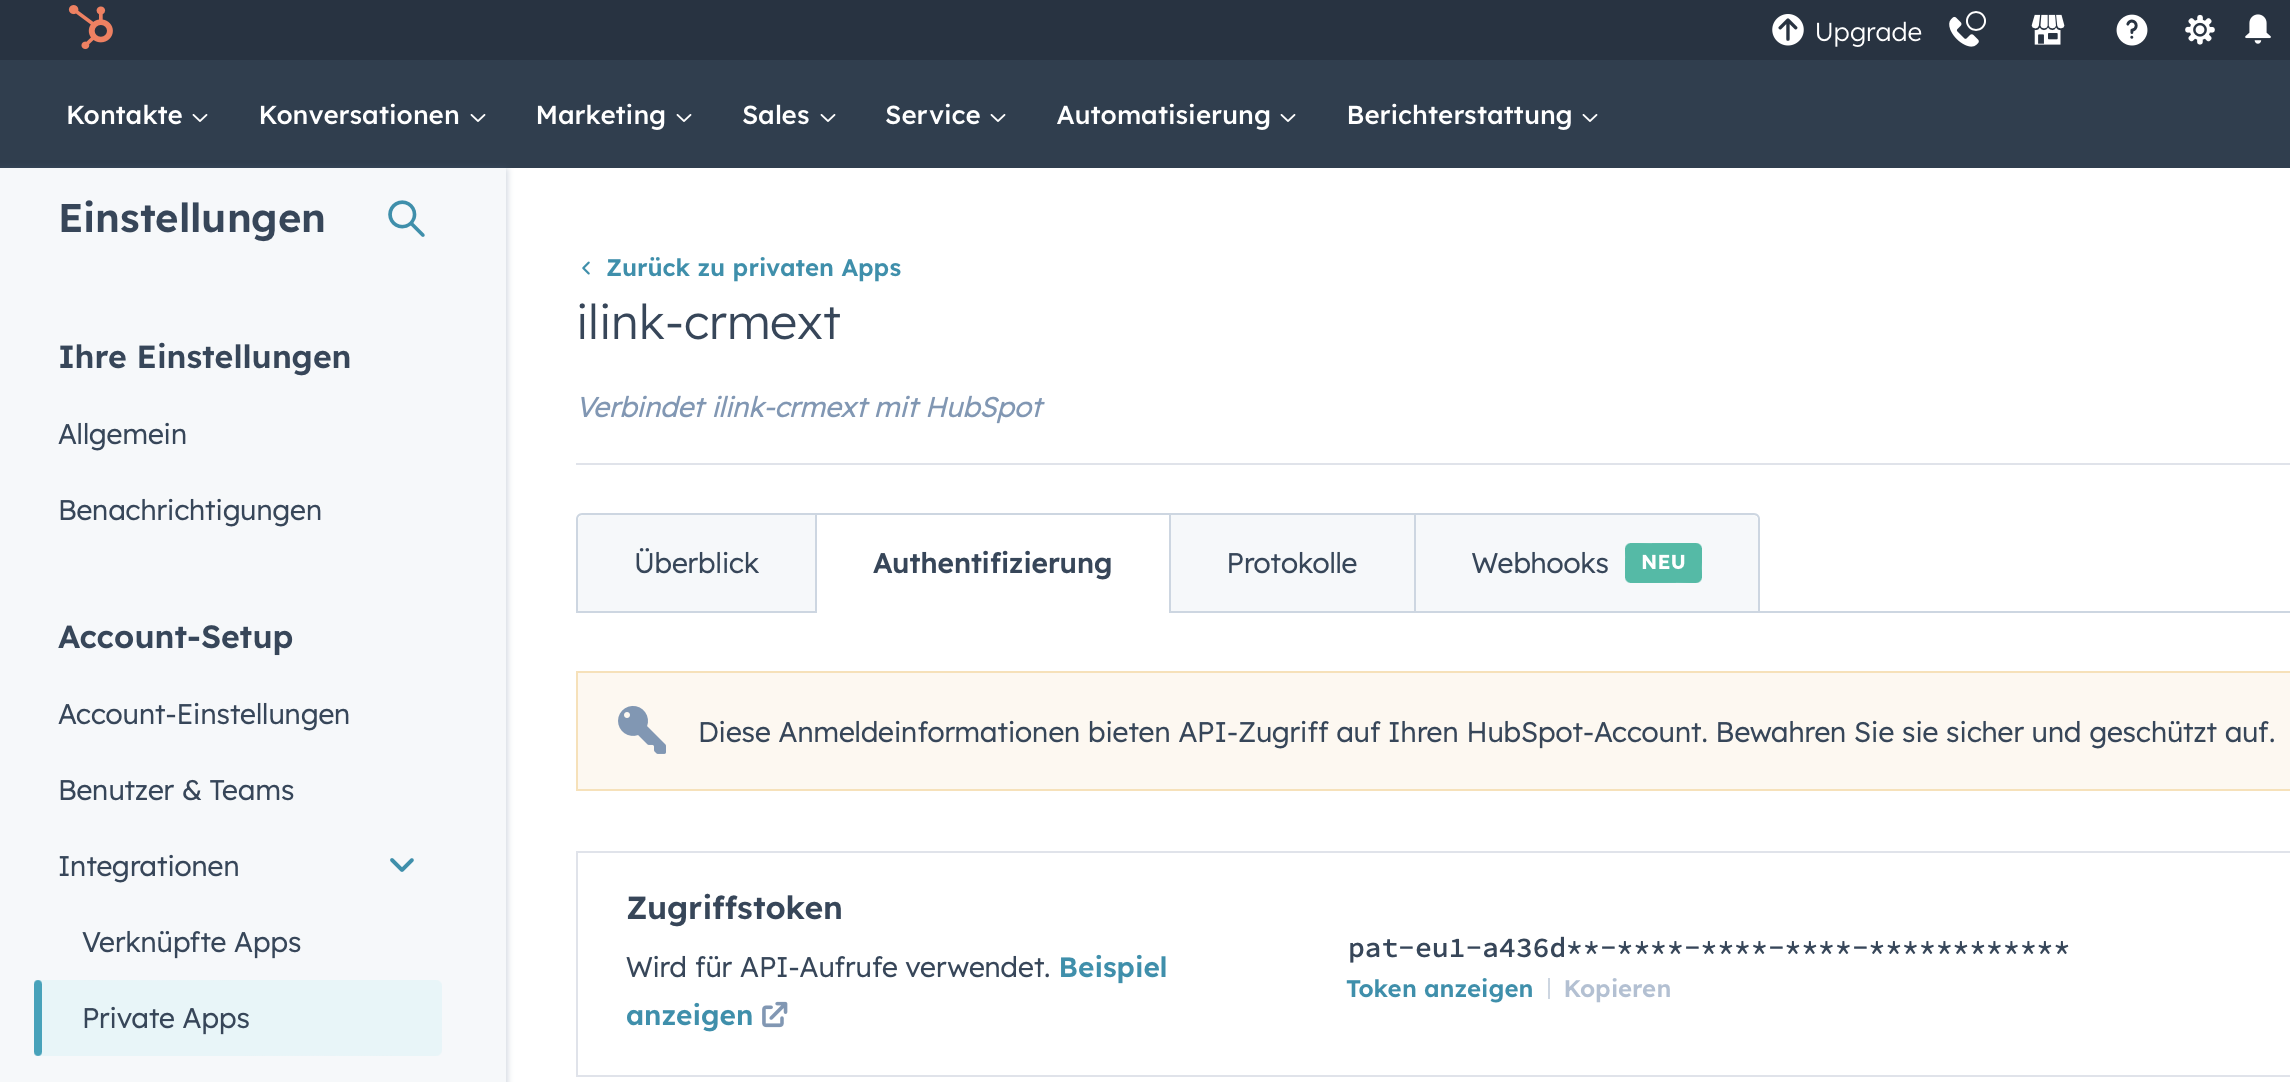 Upgrade
Kontakte Konversationen Marketing Sales Service Automatisierung Berichterstattung
Einstellungen
Ihre Einstellungen
Allgemein
Benachrichtigungen
Account-Setup
Account-Einstellungen
Benutzer & Teams
Integrationen
Verknüpfte Apps
Private Apps
Zurück zu privaten Apps
ilink-crmext
Verbindet ilink-crmext mit HubSpot
Überblick Authentifizierung Protokolle Webhooks NEU
Diese Anmeldeinformationen bieten API-Zugriff auf Ihren HubSpot-Account. Bewahren Sie sie sicher und geschützt auf.
Zugriffstoken
Wird für API-Aufrufe verwendet. Beispiel
anzeigen
pat-eu1-a436d**-****-****-****-************
Token anzeigen | Kopieren